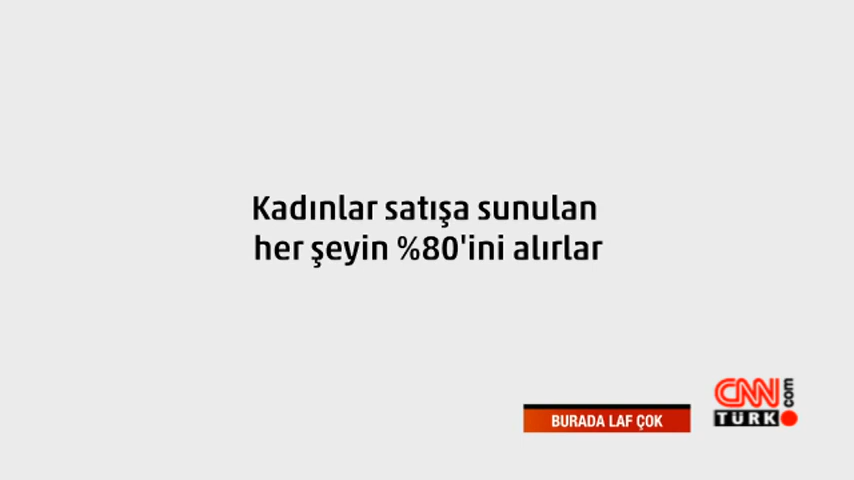 Kadınlar satışa sunulan
her şeyin %80'ini alırlar
BURADA LAF ÇOK
CNN
TÜRK
.com